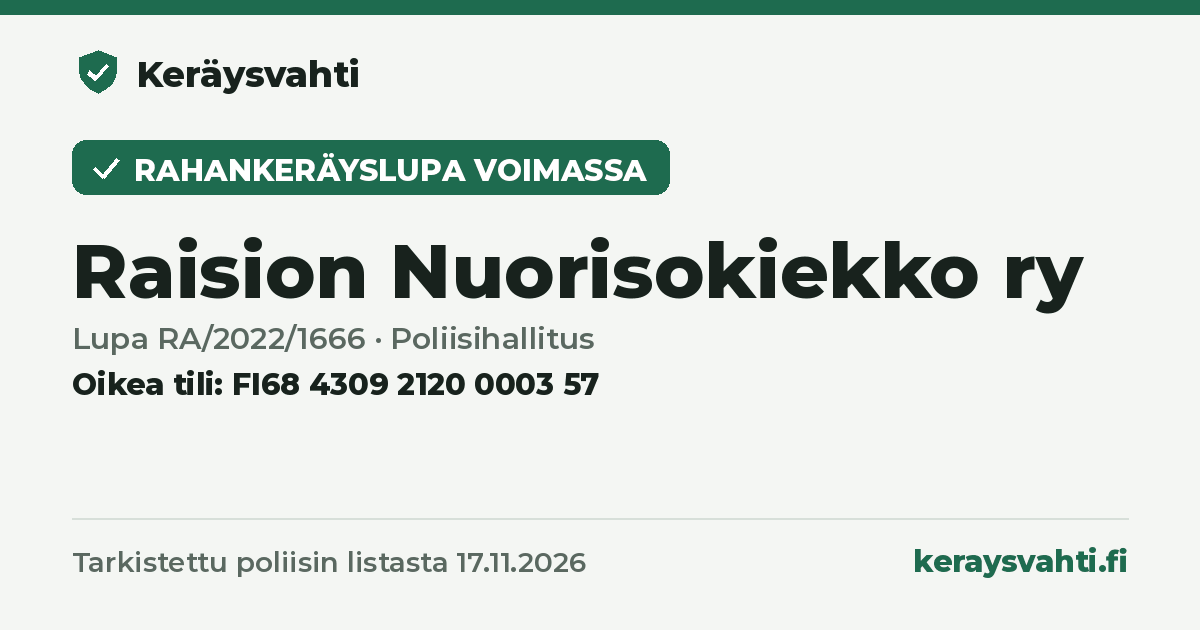 Keräysvahti
RAHANKERÄYSLUPA VOIMASSA
Raision Nuorisokiekko ry
Lupa RA/2022/1666 · Poliisihallitus
Oikea tili: FI68 4309 2120 0003 57
Tarkistettu poliisin listasta 17.11.2026
keraysvahti.fi